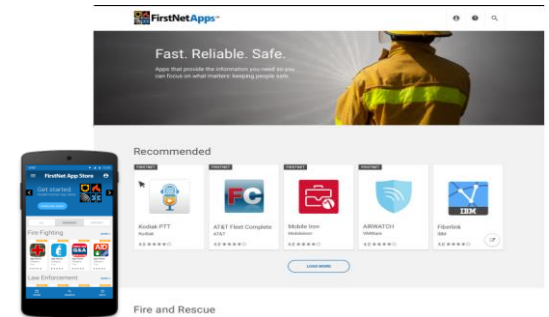 FirstNetApps
Fast. Reliable. Safe.
Apps that provide the information you need so you
can focus on what matters: keeping people safe.
Recommended
FIRSTNET
FIRSTNET
FIRSTNET
FIRSTNET
FC
IBM
Kodiak PTT
Kodiak
AT&T Fleet Complete
AT&T
Mobile Iron
MobileIron
AIRWATCH
VMWare
Fiberlink
IBM
LOAD MORE
Fire and Rescue
FirstNet App Store
Get started
Fire Fighting
Q&A
AID
Law Enforcement